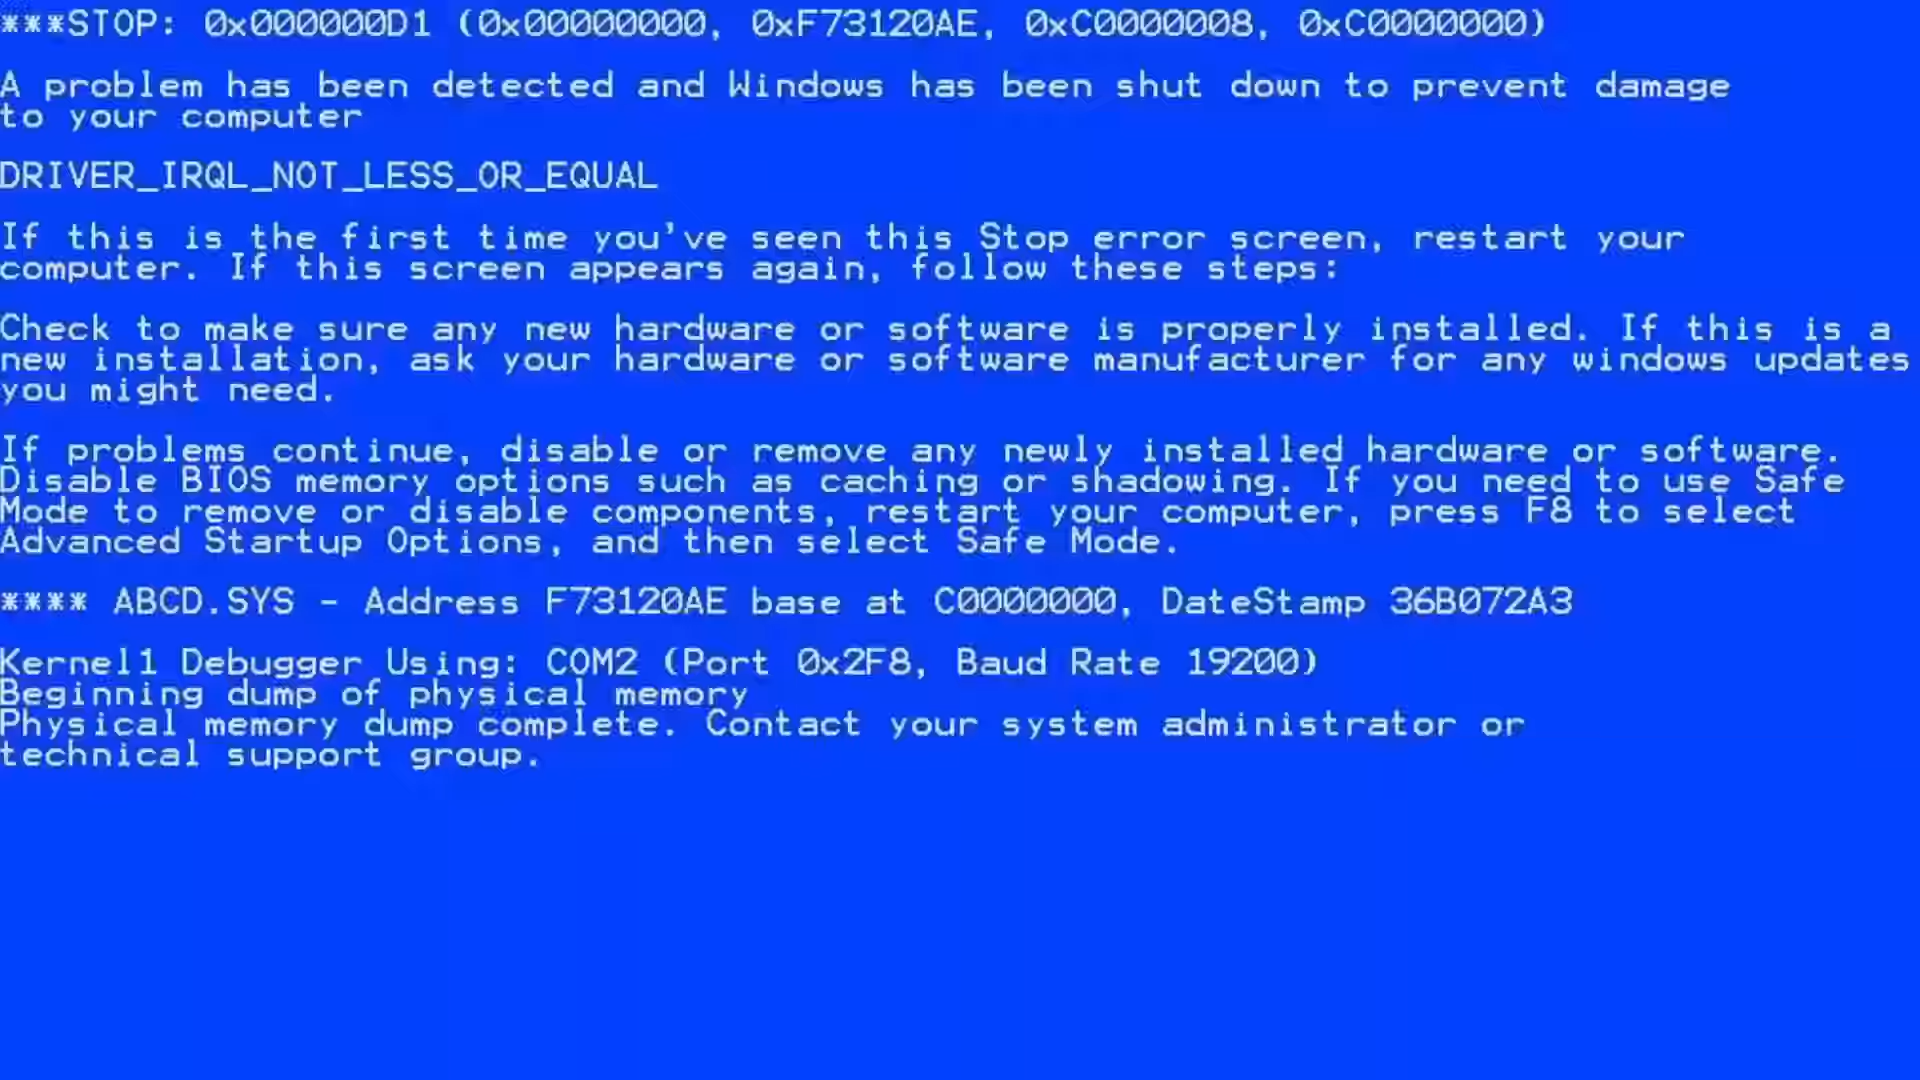 ***STOP: 0x000000D1 (0x00000000, 0xF73120AE, 0xC0000008, 0xC0000000)
A problem has been detected and Windows has been shut down to prevent damage
to your computer
DRIVER_IRQL_NOT_LESS_OR_EQUAL
If this is the first time you've seen this Stop error screen, restart your
computer. If this screen appears again, follow these steps:
Check to make sure any new hardware or software is properly installed. If this is a
new installation, ask your hardware or software manufacturer for any windows updates
you might need.
If problems continue, disable or remove any newly installed hardware or software.
Disable BIOS memory options such as caching or shadowing. If you need to use Safe
Mode to remove or disable components, restart your computer, press F8 to select
Advanced Startup Options, and then select Safe Mode.
**** ABCD.SYS - Address F73120AE base at C0000000, DateStamp 36B072A3
Kernel1 Debugger Using: COM2 (Port 0x2F8, Baud Rate 19200)
Beginning dump of physical memory
Physical memory dump complete. Contact your system administrator or
technical support group.